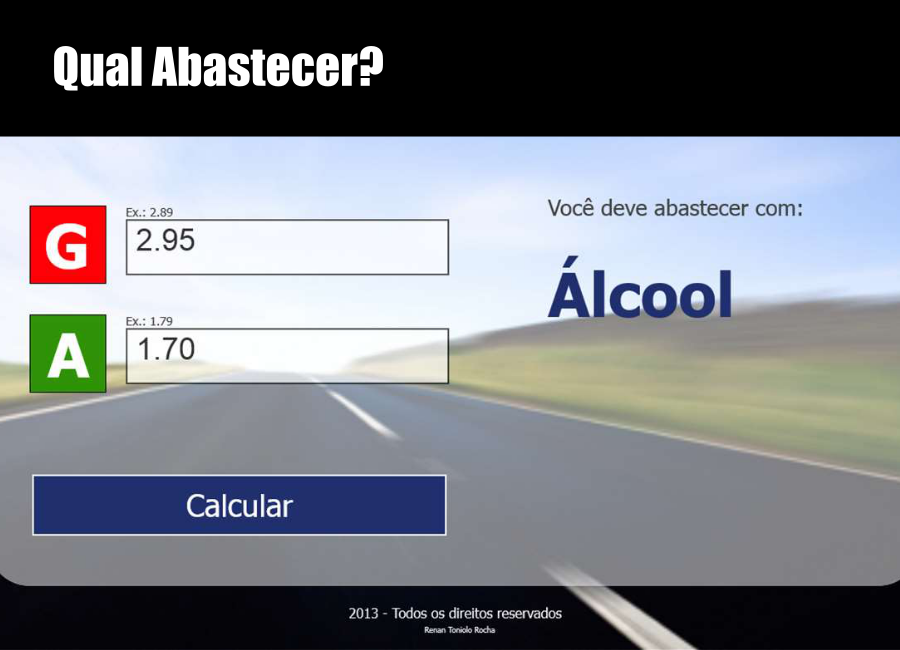 Qual Abastecer?
Ex.: 2.89
G
2.95
Ex.: 1.79
A
1.70
Calcular
Você deve abastecer com:
Álcool
2013 - Todos os direitos reservados
Renan Toniolo Rocha